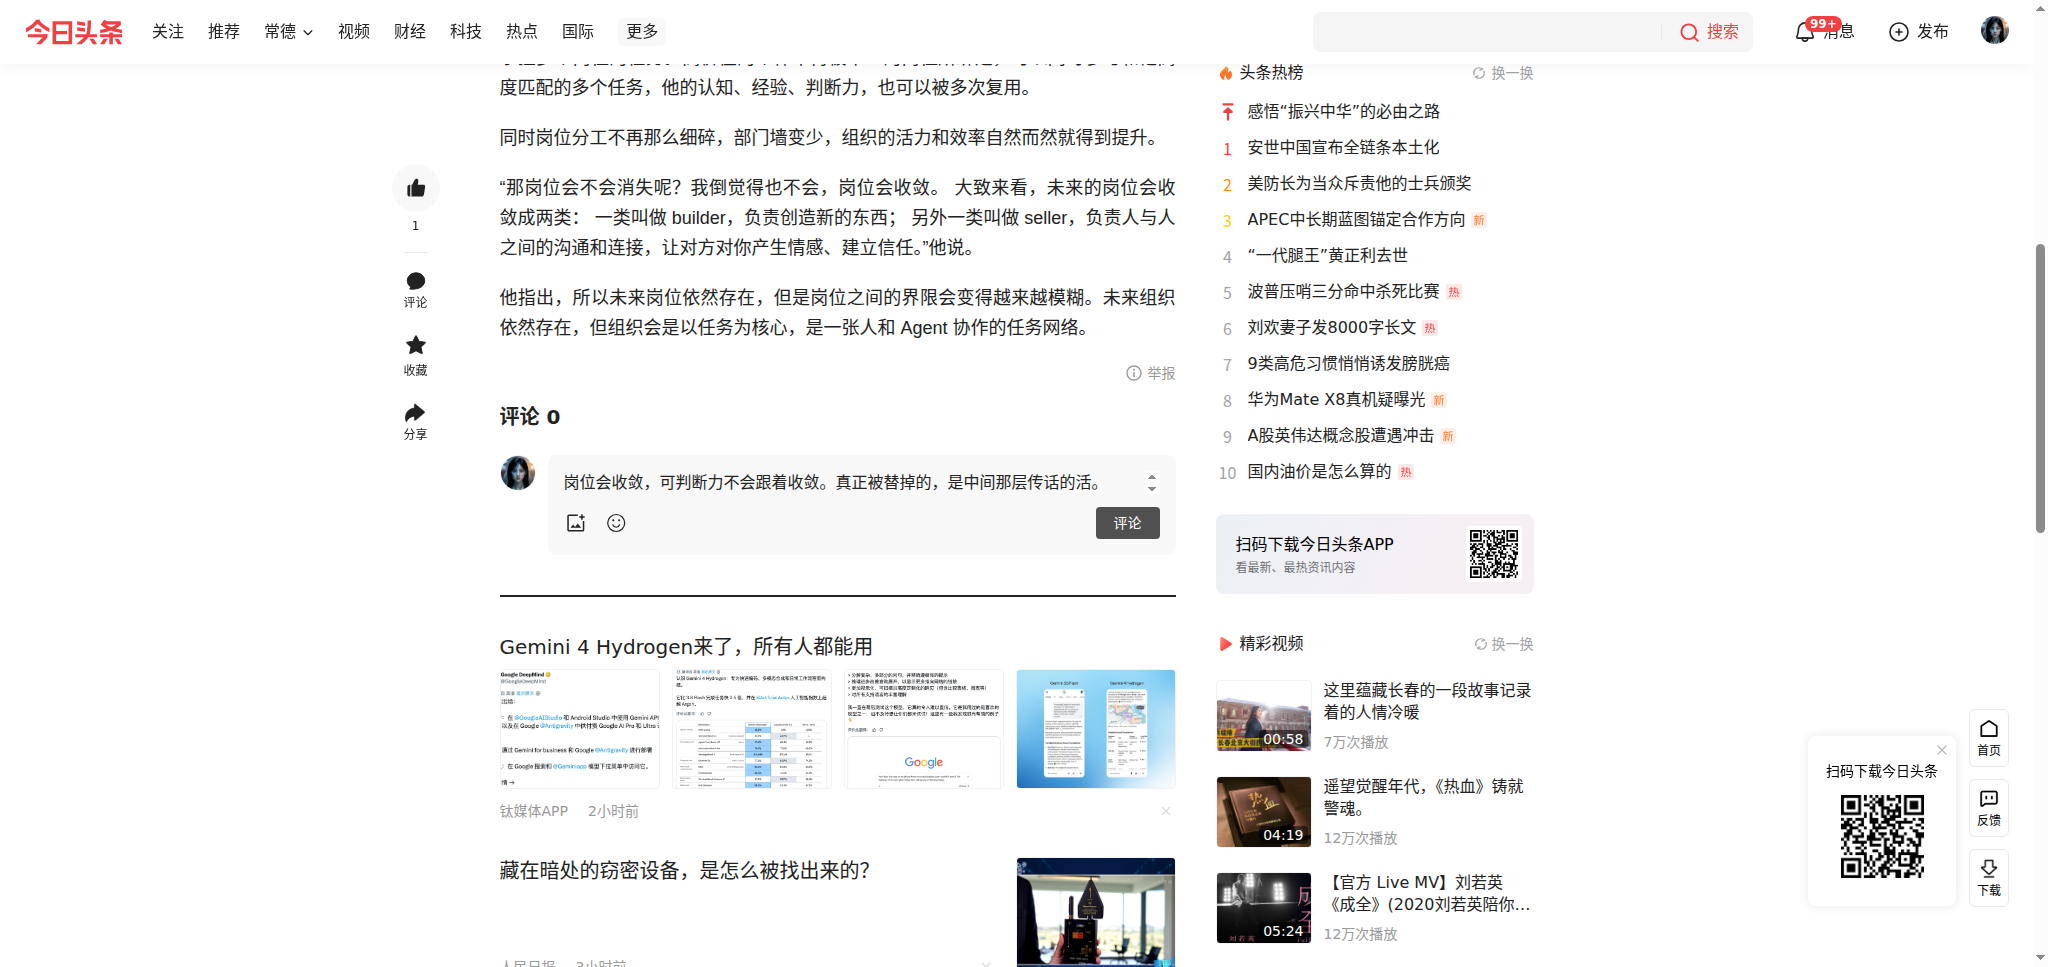 今日头条
关注 推荐 常德 视频 财经 科技 热点 国际 更多
搜索
99+
消息
发布
度匹配的多个任务，他的认知、经验、判断力，也可以被多次复用。
同时岗位分工不再那么细碎，部门墙变少，组织的活力和效率自然而然就得到提升。
“那岗位会不会消失呢？我倒觉得也不会，岗位会收敛。 大致来看，未来的岗位会收
敛成两类： 一类叫做 builder，负责创造新的东西； 另外一类叫做 seller，负责人与人
之间的沟通和连接，让对方对你产生情感、建立信任。”他说。
他指出，所以未来岗位依然存在，但是岗位之间的界限会变得越来越模糊。未来组织
依然存在，但组织会是以任务为核心，是一张人和 Agent 协作的任务网络。
1
评论
收藏
分享
举报
评论 0
岗位会收敛，可判断力不会跟着收敛。真正被替掉的，是中间那层传话的活。
评论
Gemini 4 Hydrogen来了，所有人都能用
Google DeepMind
@GoogleDeepMind
Google
钛媒体APP 2小时前
藏在暗处的窃密设备，是怎么被找出来的？
人民日报 3小时前
头条热榜
换一换
感悟“振兴中华”的必由之路
1 安世中国宣布全链条本土化
2 美防长为当众斥责他的士兵颁奖
3 APEC中长期蓝图锚定合作方向 新
4 “一代腿王”黄正利去世
5 波普压哨三分命中杀死比赛 热
6 刘欢妻子发8000字长文 热
7 9类高危习惯悄悄诱发膀胱癌
8 华为Mate X8真机疑曝光 新
9 A股英伟达概念股遭遇冲击 新
10 国内油价是怎么算的 热
扫码下载今日头条APP
看最新、最热资讯内容
精彩视频
换一换
这里蕴藏长春的一段故事记录
着的人情冷暖
7万次播放
00:58
遥望觉醒年代，《热血》铸就
警魂。
12万次播放
热血
04:19
【官方 Live MV】刘若英
《成全》(2020刘若英陪你...
12万次播放
05:24
扫码下载今日头条
首页
反馈
下载